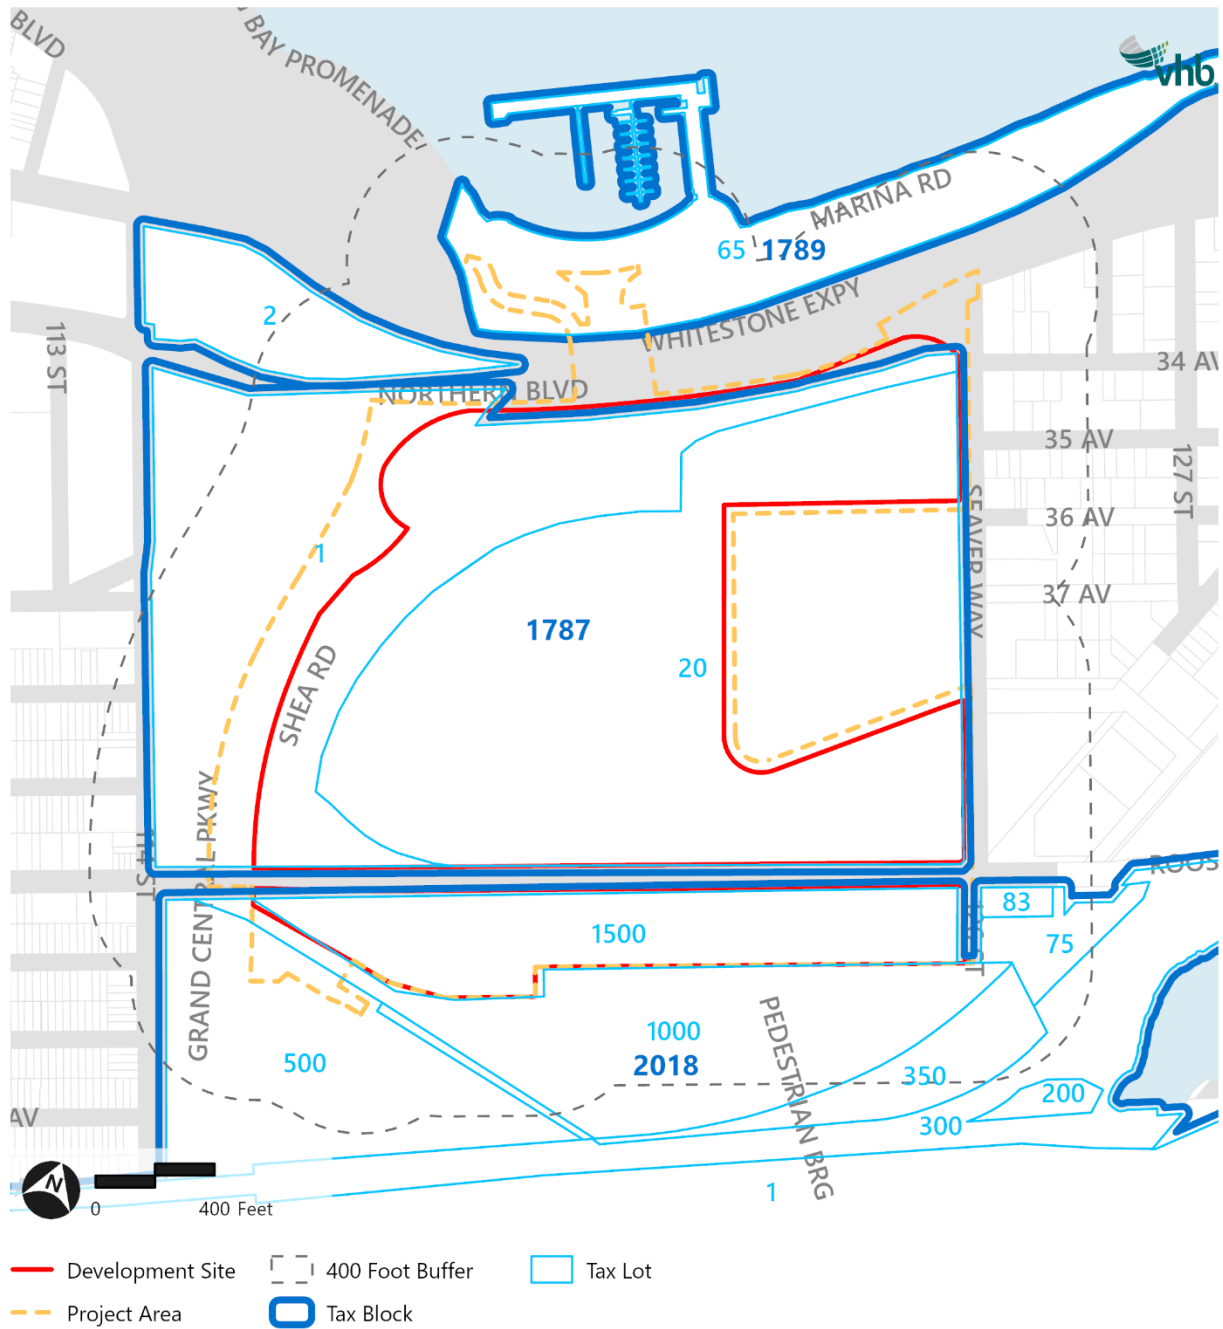 BLVD
BAY PROMENADE
vhb
MARINA RD
65 1789
2
WHITESTONE EXPY
113 ST
34 AV
NORTHERN BLVD
35 AV
127 ST
36 AV
SEAVER WAY
1
37 AV
1787
20
SHEA RD
GRAND CENTRAL PKWY
114 ST
ROOS
83
1500
75
1000
PEDESTRIAN BRG
500
2018
350
200
AV
300
1
N
0 400 Feet
Development Site
400 Foot Buffer
Tax Lot
Project Area
Tax Block